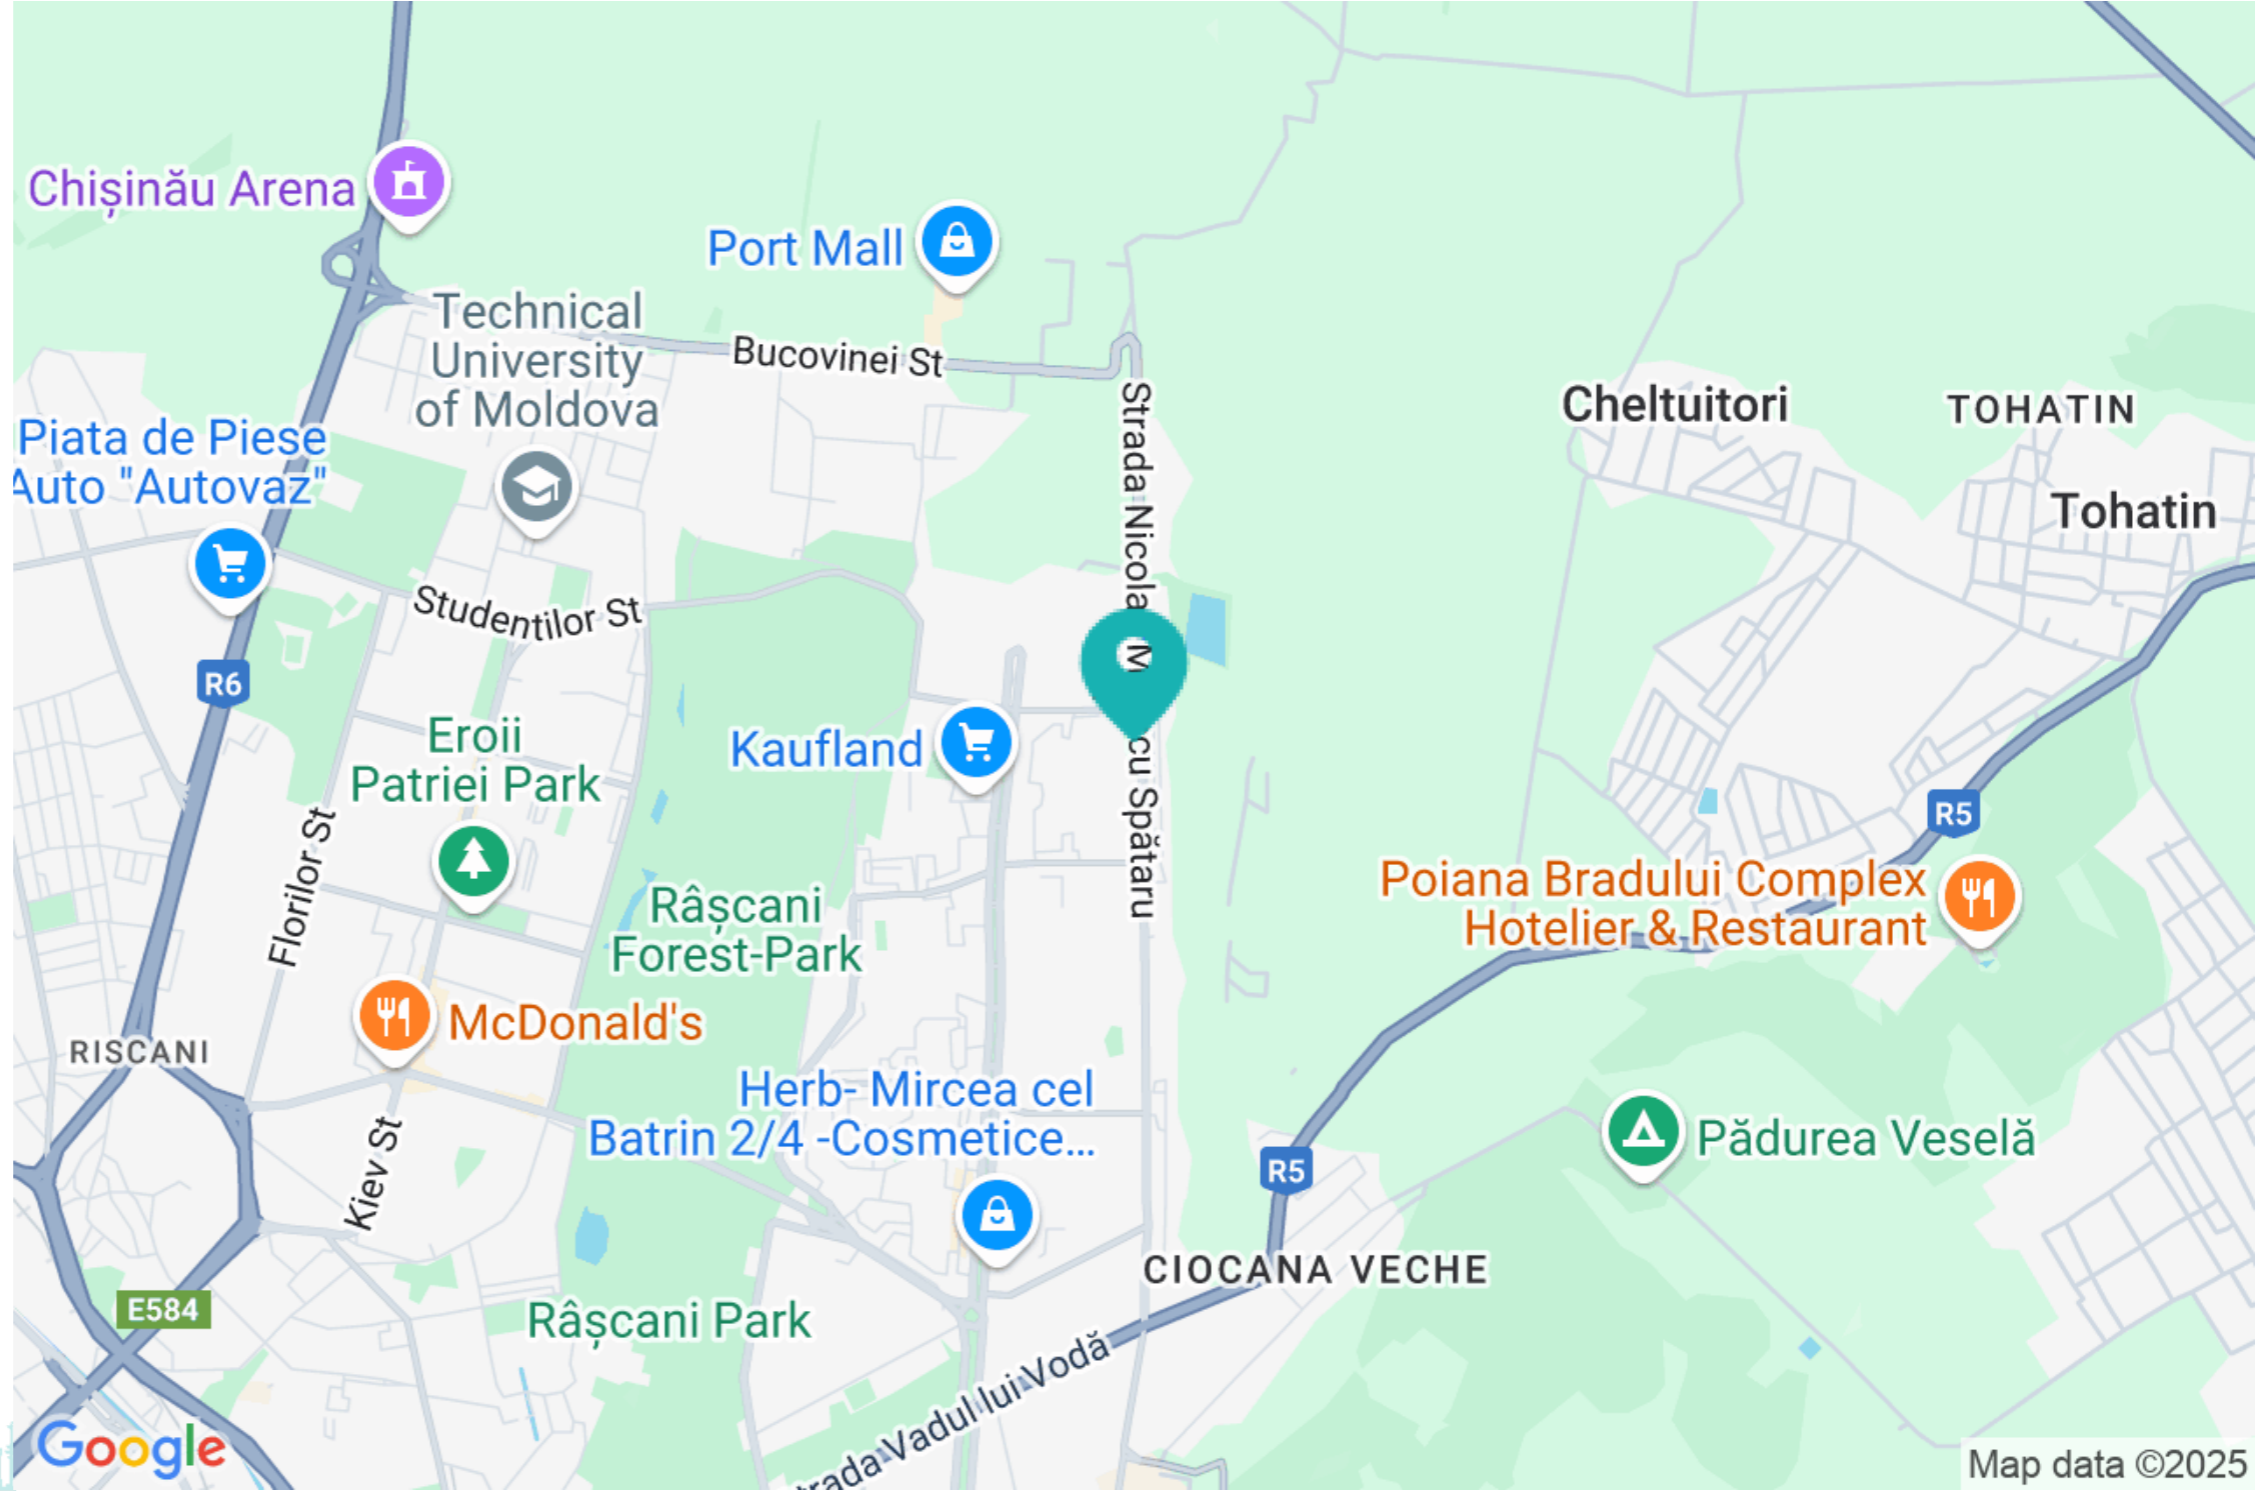 Chișinău Arena
Port Mall
Technical
University
of Moldova
Bucovinei St
Strada Nicola
M
cu Spătaru
Cheltuitori
TOHATIN
Tohatin
Piata de Piese
Auto "Autovaz"
Studentilor St
R6
Eroii
Patriei Park
Kaufland
R5
Florilor St
Râșcani
Forest-Park
Poiana Bradului Complex
Hotelier & Restaurant
McDonald's
RISCANI
Herb- Mircea cel
Batrin 2/4 -Cosmetice...
Kiev St
R5
Pădurea Veselă
CIOCANA VECHE
E584
Râșcani Park
trada Vadul lui Vodă
Google
Map data ©2025